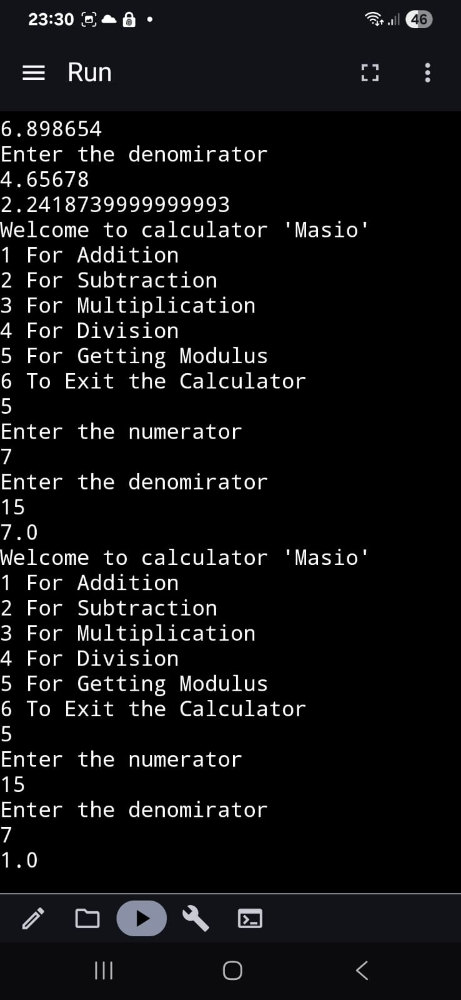 23:30
46
Run
6.898654
Enter the denomirator
4.65678
2.2418739999999993
Welcome to calculator 'Masio'
1 For Addition
2 For Subtraction
3 For Multiplication
4 For Division
5 For Getting Modulus
6 To Exit the Calculator
5
Enter the numerator
7
Enter the denomirator
15
7.0
Welcome to calculator 'Masio'
1 For Addition
2 For Subtraction
3 For Multiplication
4 For Division
5 For Getting Modulus
6 To Exit the Calculator
5
Enter the numerator
15
Enter the denomirator
7
1.0